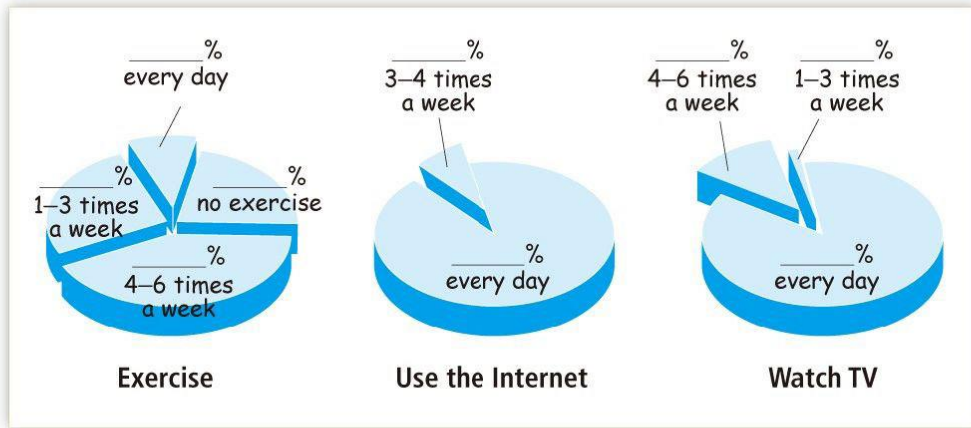 ______%
every day
______%
1–3 times
a week
______%
no exercise
______%
4–6 times
a week
Exercise
______%
3–4 times
a week
______%
every day
Use the Internet
______%
4–6 times
a week
______%
1–3 times
a week
______%
every day
Watch TV